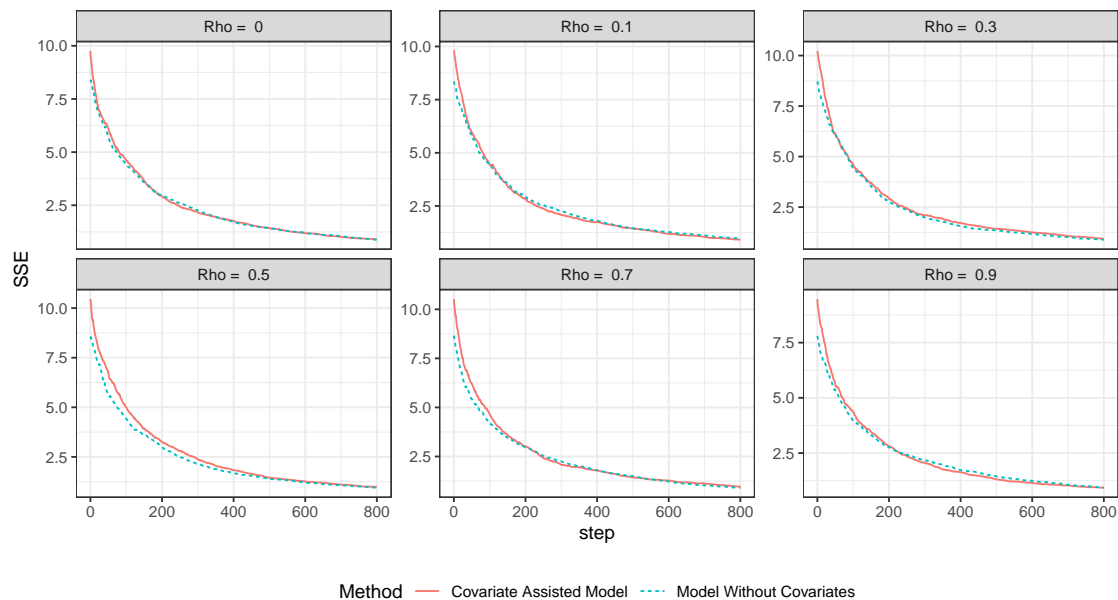 Rho = 0
Rho = 0.1
Rho = 0.3
10.0
7.5
5.0
2.5
10.0
7.5
5.0
2.5
10.0
7.5
5.0
2.5
Rho = 0.5
Rho = 0.7
Rho = 0.9
10.0
7.5
5.0
2.5
10.0
7.5
5.0
2.5
7.5
5.0
2.5
0 200 400 600 800
0 200 400 600 800
0 200 400 600 800
SSE
step
Method Covariate Assisted Model Model Without Covariates